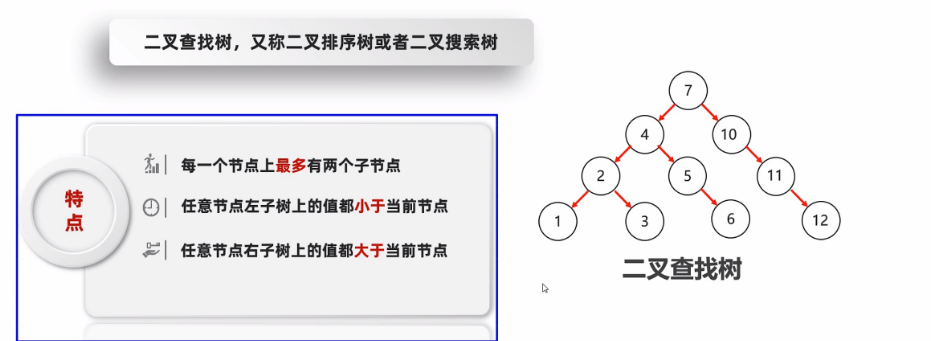 二叉查找树，又称二叉排序树或者二叉搜索树
特
点
每一个节点上最多有两个子节点
任意节点左子树上的值都小于当前节点
任意节点右子树上的值都大于当前节点
7
4 10
2 5 11
1 3 6 12
二叉查找树